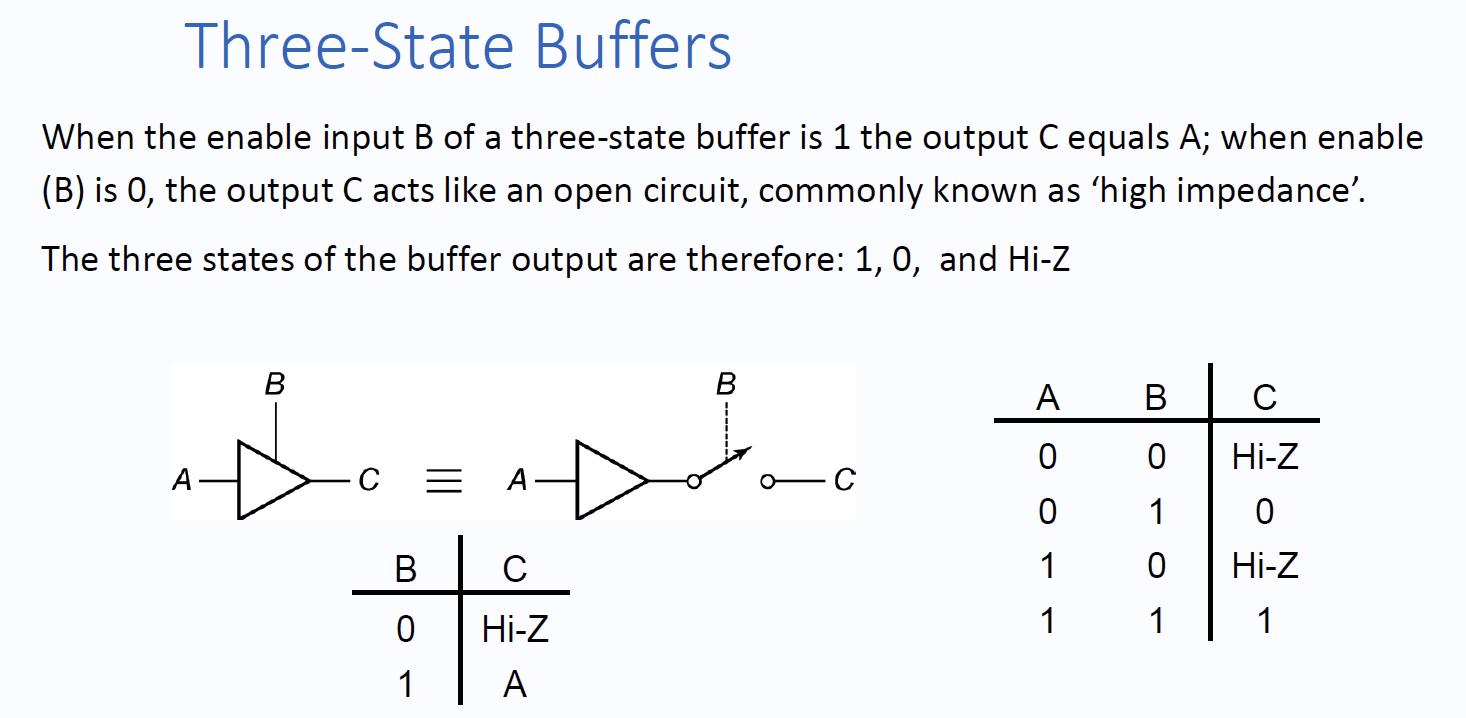 Three-State Buffers
When the enable input B of a three-state buffer is 1 the output C equals A; when enable
(B) is 0, the output C acts like an open circuit, commonly known as ‘high impedance’.
The three states of the buffer output are therefore: 1, 0, and Hi-Z
B
A C ≡ A C
B
B C
0 Hi-Z
1 A
A B C
0 0 Hi-Z
0 1 0
1 0 Hi-Z
1 1 1